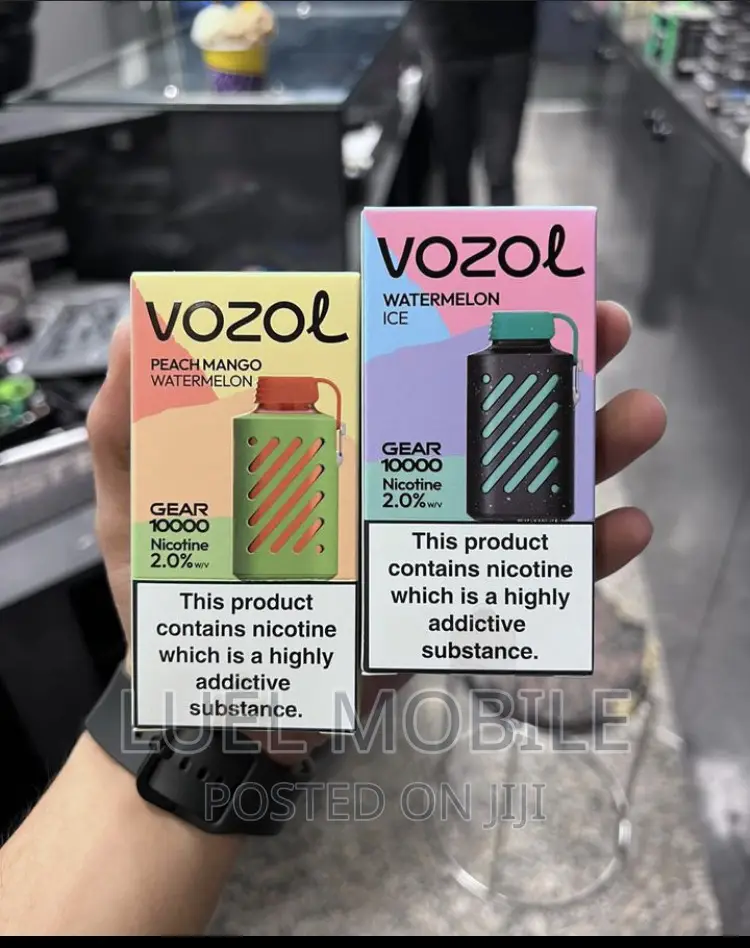 VOZOL
PEACH MANGO
WATERMELON
GEAR
10000
Nicotine
2.0% w/v
This product
contains nicotine
which is a highly
addictive
substance.
VOZOL
WATERMELON
ICE
GEAR
10000
Nicotine
2.0% w/v
This product
contains nicotine
which is a highly
addictive
substance.
LUEL MOBILE
POSTED ON JIJI